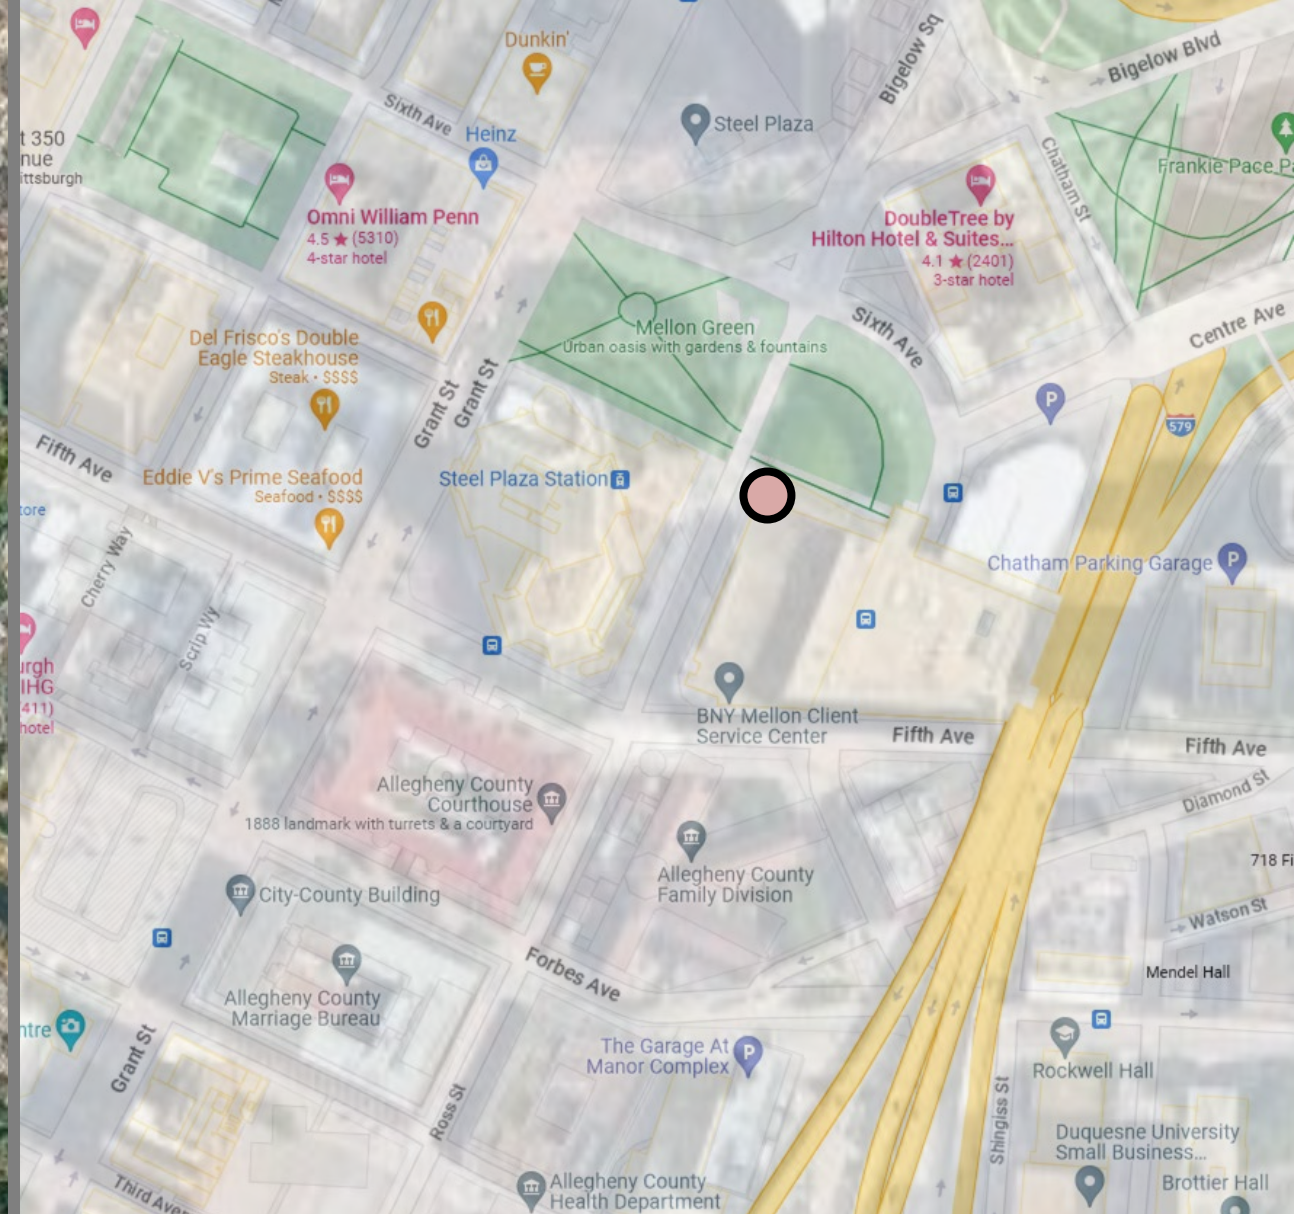 Dunkin'
Bigelow Sq
Bigelow Blvd
Sixth Ave
Heinz
Steel Plaza
t 350
nue
ittsburgh
Chatham St
Frankie Pace Pa
Omni William Penn
4.5 ★ (5310)
4-star hotel
DoubleTree by
Hilton Hotel & Suites...
4.1 ★ (2401)
3-star hotel
Mellon Green
Urban oasis with gardens & fountains
Sixth Ave
Centre Ave
Del Frisco's Double
Eagle Steakhouse
Steak • $$$$
Grant St
Grant St
P
579
Fifth Ave
Eddie V's Prime Seafood
Seafood • $$$$
Steel Plaza Station
tore
Cherry Way
Chatham Parking Garage
P
Scrip Wy
urgh
IHG
411)
hotel
BNY Mellon Client
Service Center
Fifth Ave
Fifth Ave
Allegheny County
Courthouse
1888 landmark with turrets & a courtyard
Diamond St
718 Fi
Allegheny County
Family Division
City-County Building
Watson St
Forbes Ave
Mendel Hall
Allegheny County
Marriage Bureau
ntre
Grant St
The Garage At
Manor Complex
P
Rockwell Hall
Ross St
Shingiss St
Duquesne University
Small Business...
Third Aven
Allegheny County
Health Department
Brottier Hall